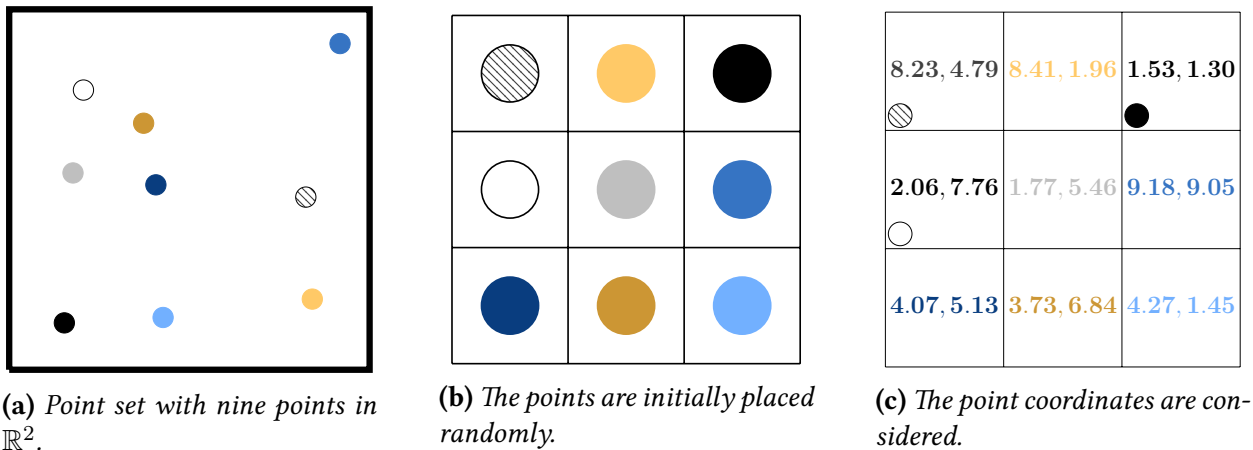 8.23, 4.79 8.41, 1.96 1.53, 1.30
2.06, 7.76 1.77, 5.46 9.18, 9.05
4.07, 5.13 3.73, 6.84 4.27, 1.45
(a) Point set with nine points in
ℝ².
(b) The points are initially placed
randomly.
(c) The point coordinates are con-
sidered.